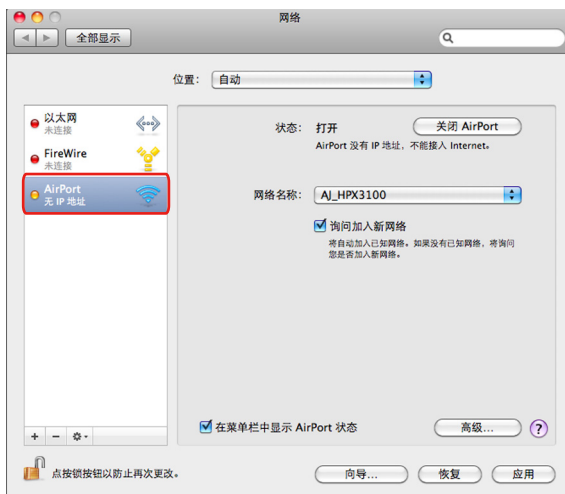 网络
全部显示
位置： 自动
以太网
未连接
FireWire
未连接
AirPort
无 IP 地址
状态： 打开 关闭 AirPort
AirPort 没有 IP 地址，不能接入 Internet。
网络名称： AJ_HPX3100
询问加入新网络
将自动加入已知网络。如果没有已知网络，将询问
您是否加入新网络。
在菜单栏中显示 AirPort 状态 高级... ?
点按锁按钮以防止再次更改。 向导... 恢复 应用